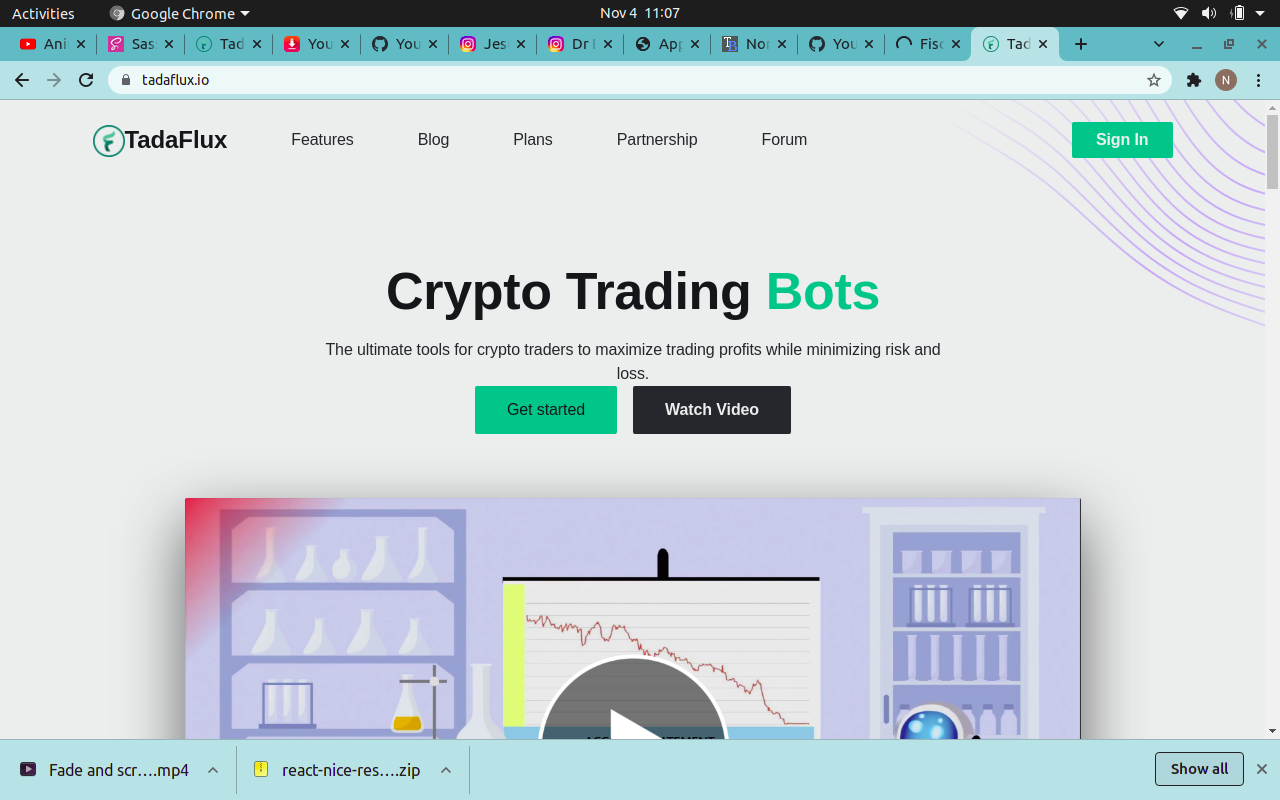 Activities Google Chrome Nov 4 11:07
Ani Sas Tad You You Jes Dr App Nor You Fisc Tad
tadaflux.io N
TadaFlux Features Blog Plans Partnership Forum Sign In
Crypto Trading Bots
The ultimate tools for crypto traders to maximize trading profits while minimizing risk and
loss.
Get started Watch Video
Fade and scr....mp4 react-nice-res....zip Show all